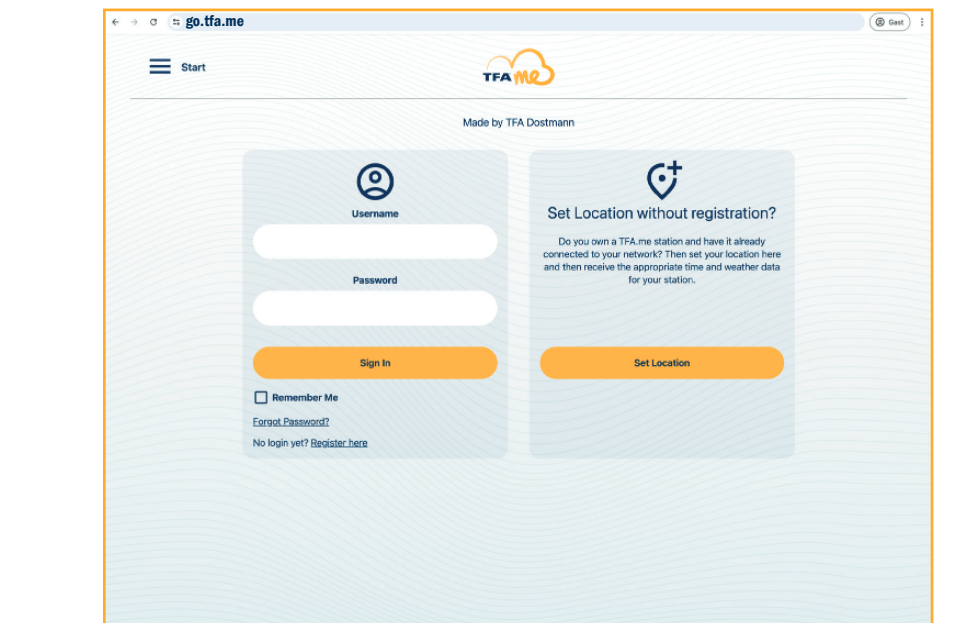 go.tfa.me
Gast
Start
TFA me
Made by TFA Dostmann
Username
Password
Sign In
Remember Me
Forgot Password?
No login yet? Register here
Set Location without registration?
Do you own a TFA.me station and have it already
connected to your network? Then set your location here
and then receive the appropriate time and weather data
for your station.
Set Location